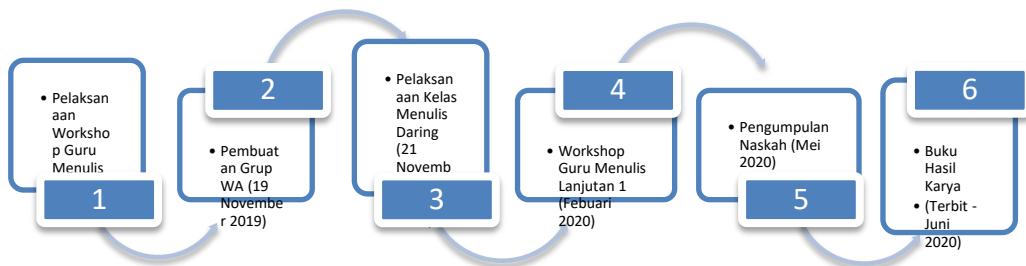 • Pelaksan
aan
Worksho
p Guru
Menulis
1
2
• Pembuat
an Grup
WA (19
Novembe
r 2019)
• Pelaksan
aan Kelas
Menulis
Daring
(21
Novemb
3
4
• Workshop
Guru Menulis
Lanjutan 1
(Febuari
2020)
• Pengumpulan
Naskah (Mei
2020)
5
6
• Buku
Hasil
Karya
• (Terbit -
Juni
2020)